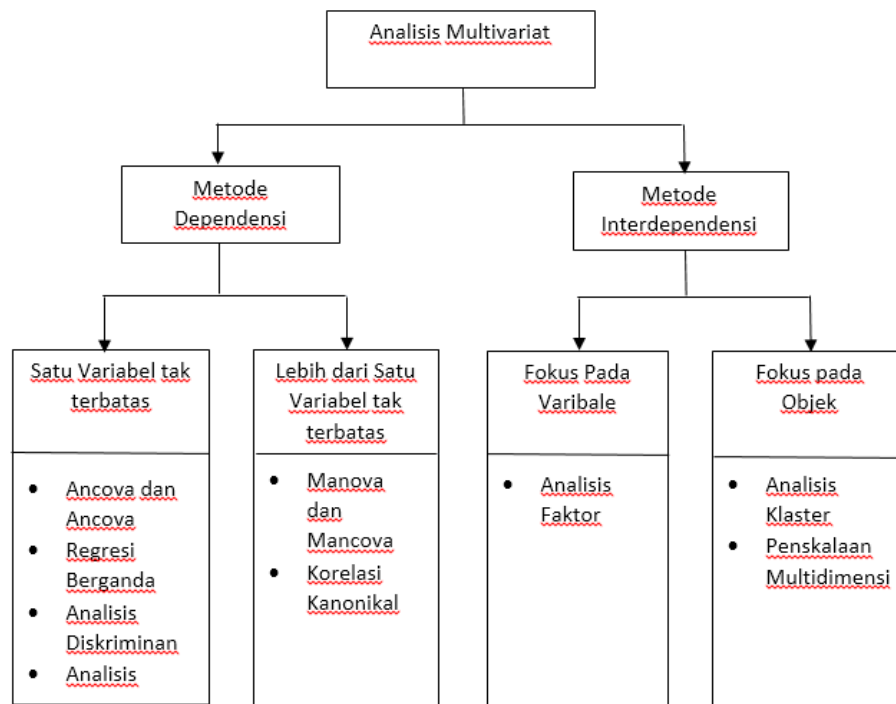 Analisis Multivariat
Metode
Dependensi
Metode
Interdependensi
Satu Variabel tak
terbatas
Ancova dan
Ancova
Regresi
Berganda
Analisis
Diskriminan
Analisis
Lebih dari Satu
Variabel tak
terbatas
Manova
dan
Mancova
Korelasi
Kanonikal
Fokus Pada
Varibale
Analisis
Faktor
Fokus pada
Objek
Analisis
Klaster
Penskalaan
Multidimensi